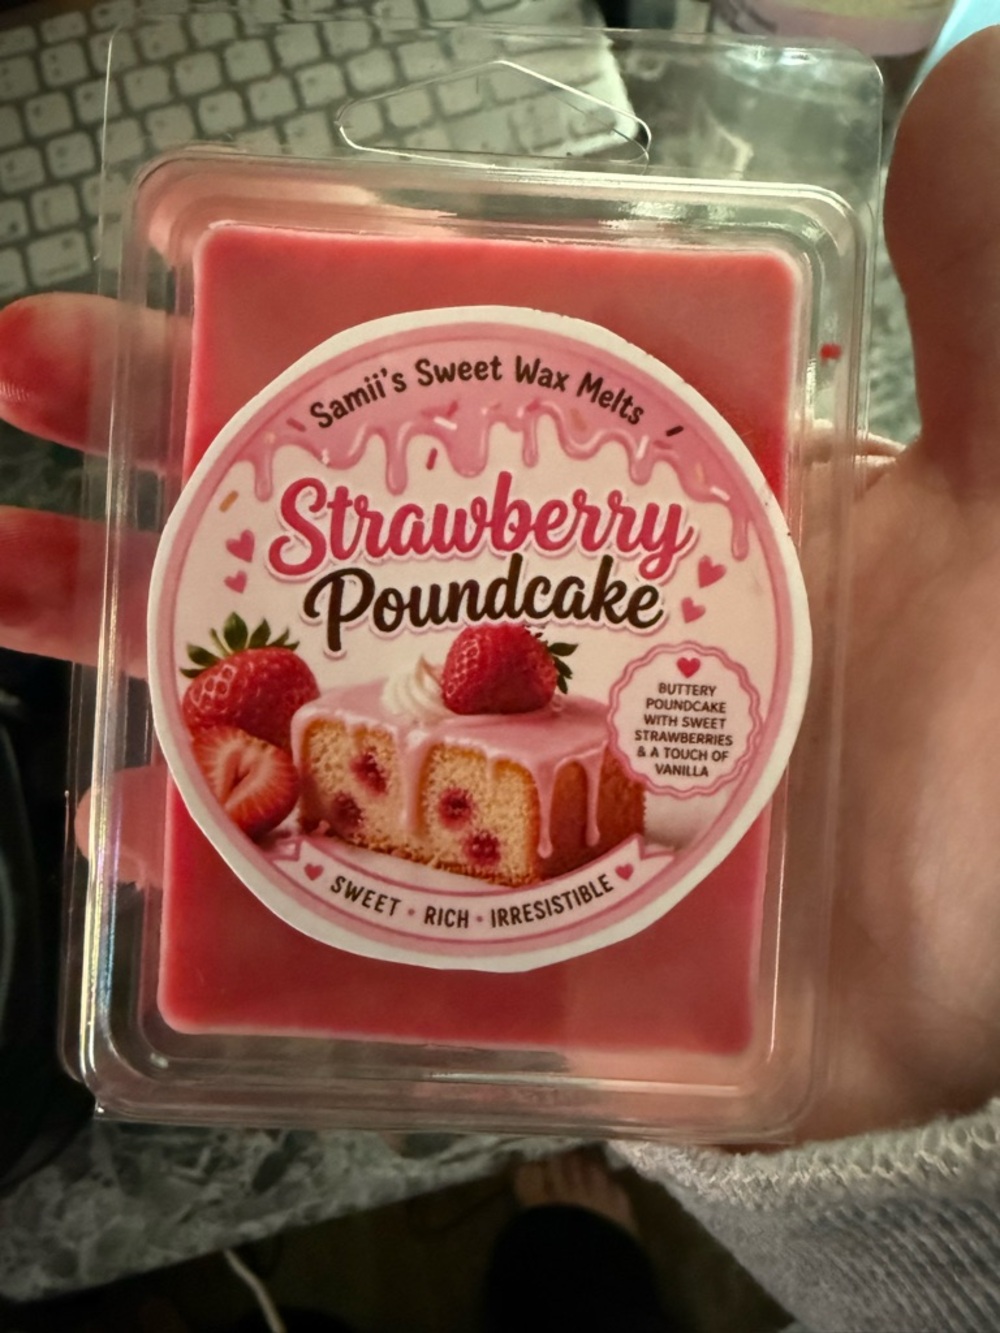 Samii's Sweet Wax Melts
Strawberry
Poundcake
BUTTERY
POUNDCAKE
WITH SWEET
STRAWBERRIES
& A TOUCH OF
VANILLA
SWEET • RICH • IRRESISTIBLE